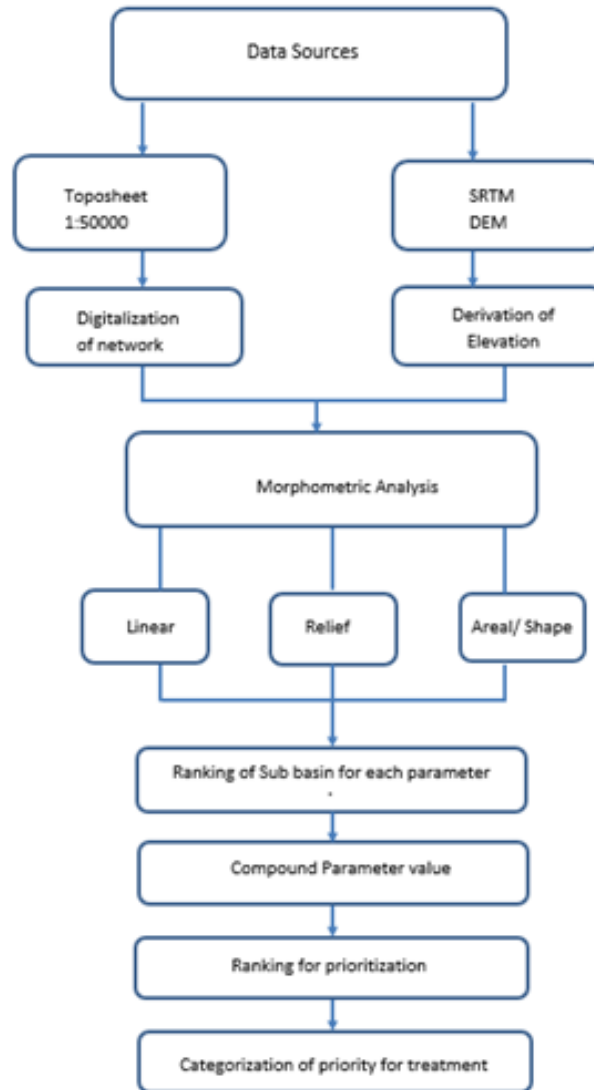 Data Sources
Toposheet
1:50000
SRTM
DEM
Digitalization
of network
Derivation of
Elevation
Morphometric Analysis
Linear
Relief
Areal/ Shape
Ranking of Sub basin for each parameter
.
Compound Parameter value
Ranking for prioritization
Categorization of priority for treatment